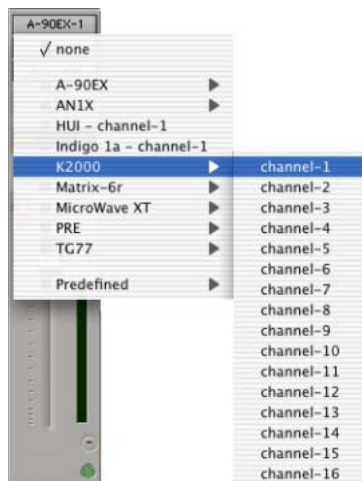 A-90EX-1
√ none
A-90EX
AN1X
HUI - channel-1
Indigo 1a - channel-1
K2000
Matrix-6r
MicroWave XT
PRE
TG77
Predefined
channel-1
channel-2
channel-3
channel-4
channel-5
channel-6
channel-7
channel-8
channel-9
channel-10
channel-11
channel-12
channel-13
channel-14
channel-15
channel-16